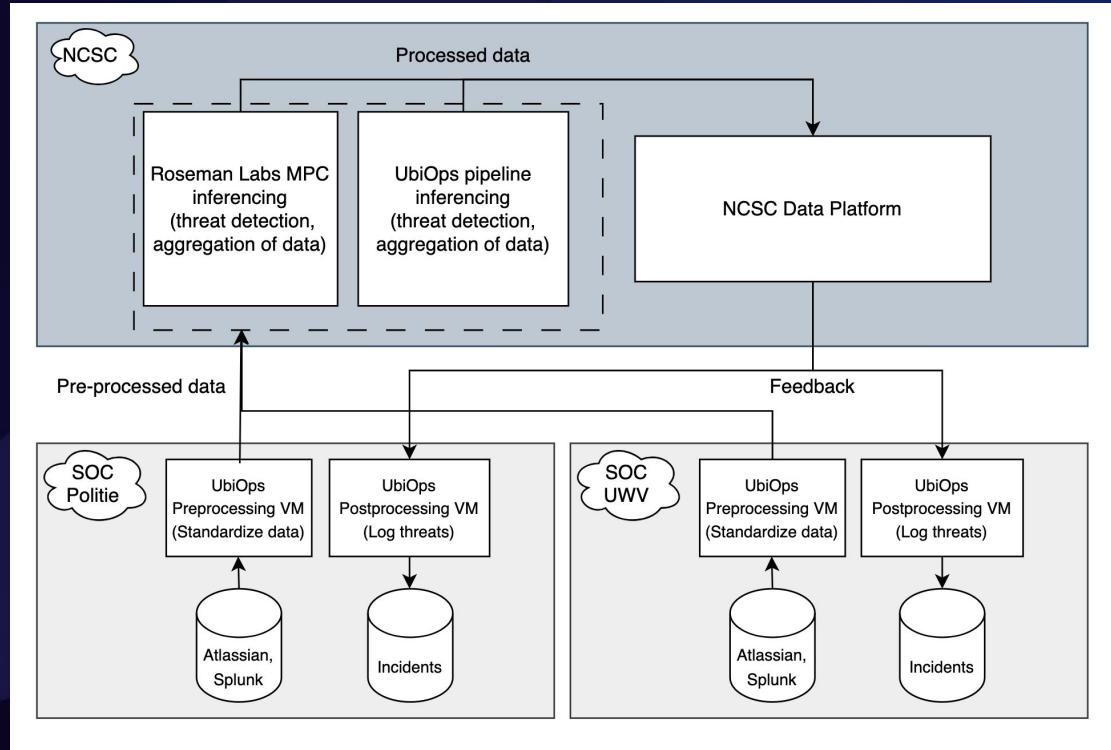 NCSC
Processed data
Roseman Labs MPC
inferencing
(threat detection,
aggregation of data)
UbiOps pipeline
inferencing
(threat detection,
aggregation of data)
NCSC Data Platform
Pre-processed data
Feedback
SOC
Politie
UbiOps
Preprocessing VM
(Standardize data)
UbiOps
Postprocessing VM
(Log threats)
Atlassian,
Splunk
Incidents
SOC
UWV
UbiOps
Preprocessing VM
(Standardize data)
UbiOps
Postprocessing VM
(Log threats)
Atlassian,
Splunk
Incidents